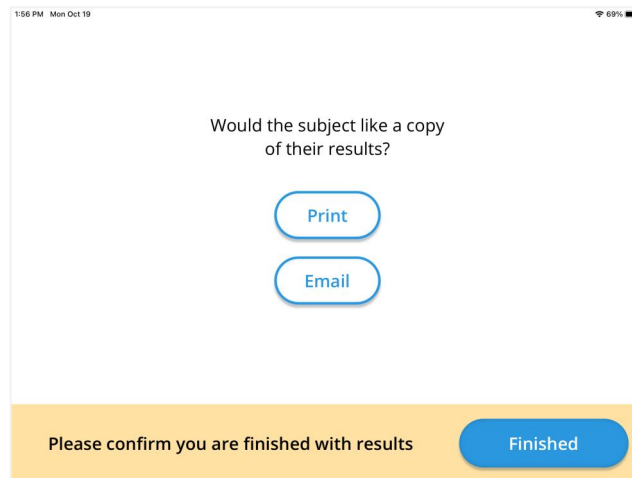 1:56 PM Mon Oct 19
69%
Would the subject like a copy
of their results?
Print
Email
Please confirm you are finished with results
Finished